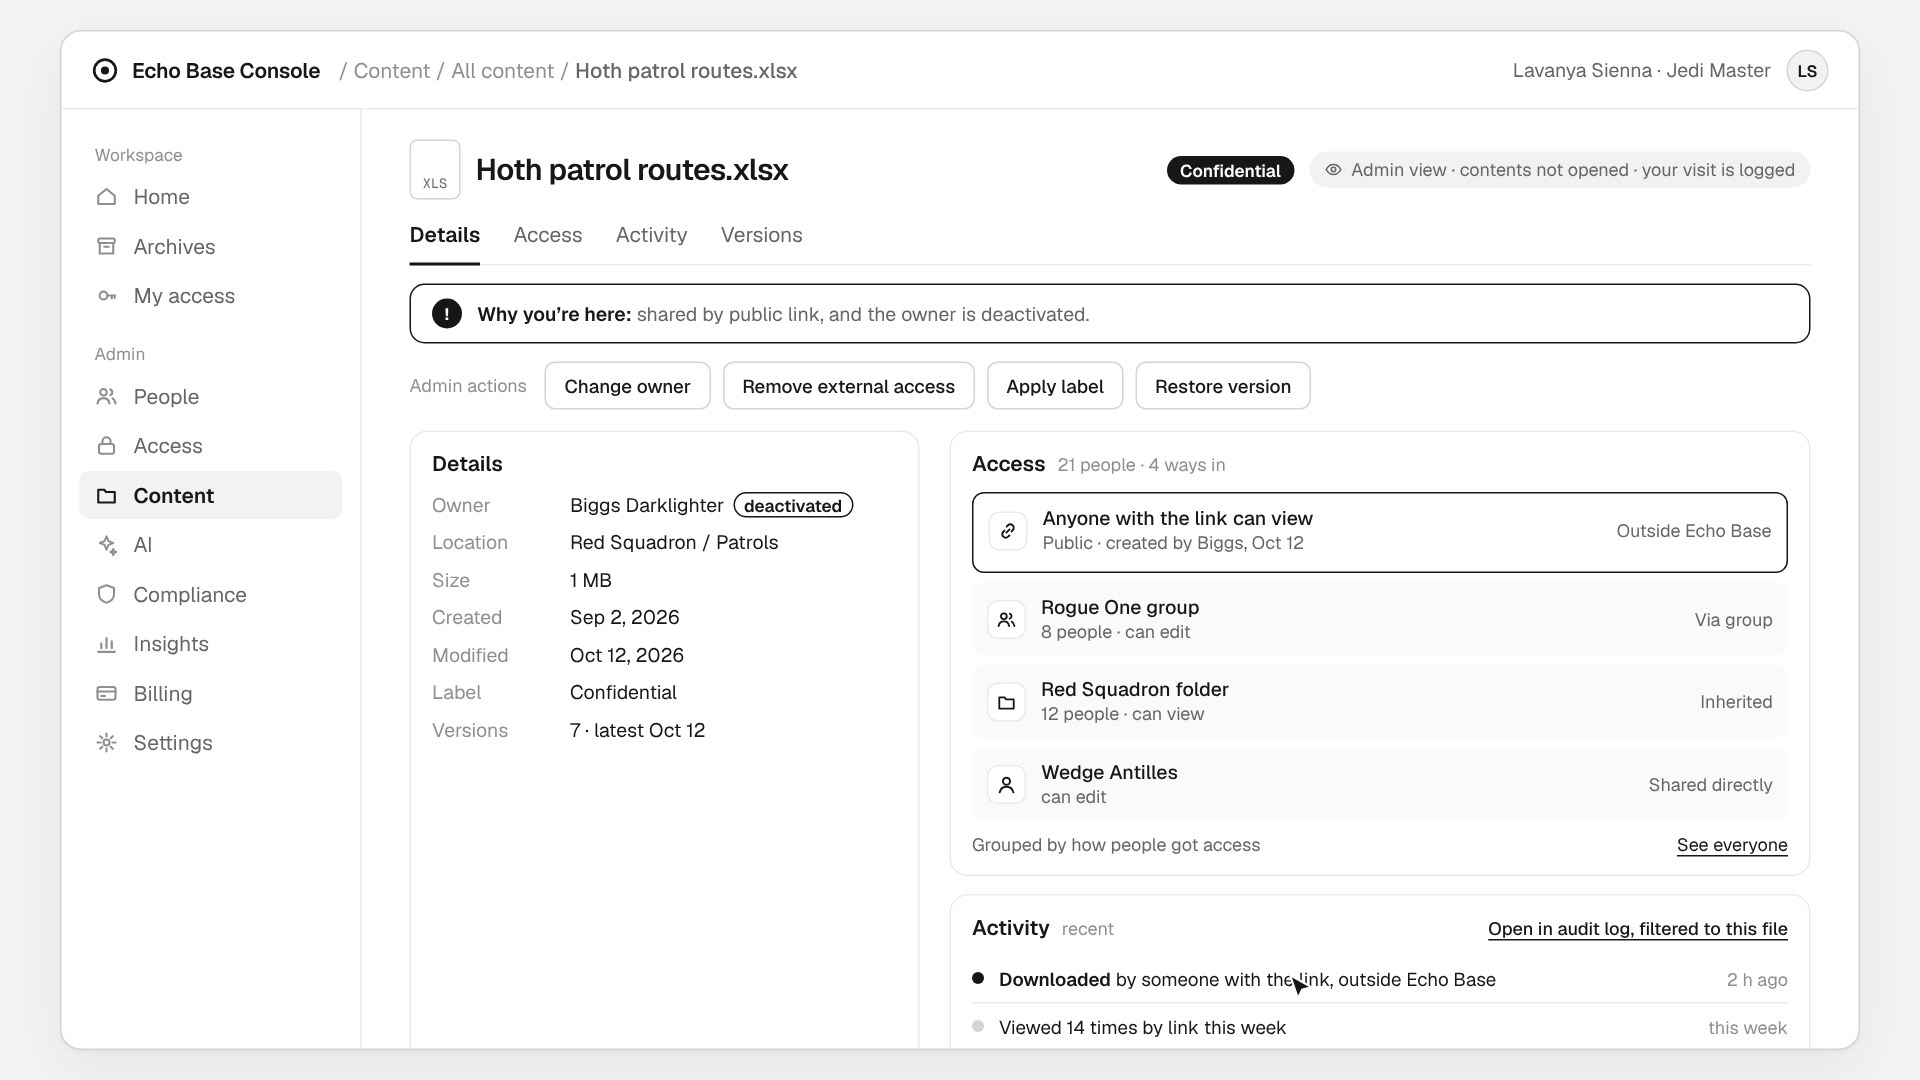 Echo Base Console / Content / All content / Hoth patrol routes.xlsx
Lavanya Sienna · Jedi Master LS
Workspace
Home
Archives
My access
Admin
People
Access
Content
AI
Compliance
Insights
Billing
Settings
XLS
Hoth patrol routes.xlsx
Confidential
Admin view · contents not opened · your visit is logged
Details Access Activity Versions
! Why you’re here: shared by public link, and the owner is deactivated.
Admin actions Change owner Remove external access Apply label Restore version
Details
Owner Biggs Darklighter deactivated
Location Red Squadron / Patrols
Size 1 MB
Created Sep 2, 2026
Modified Oct 12, 2026
Label Confidential
Versions 7 · latest Oct 12
Access 21 people · 4 ways in
Anyone with the link can view
Public · created by Biggs, Oct 12
Outside Echo Base
Rogue One group
8 people · can edit
Via group
Red Squadron folder
12 people · can view
Inherited
Wedge Antilles
can edit
Shared directly
Grouped by how people got access See everyone
Activity recent Open in audit log, filtered to this file
Downloaded by someone with the link, outside Echo Base 2 h ago
Viewed 14 times by link this week this week